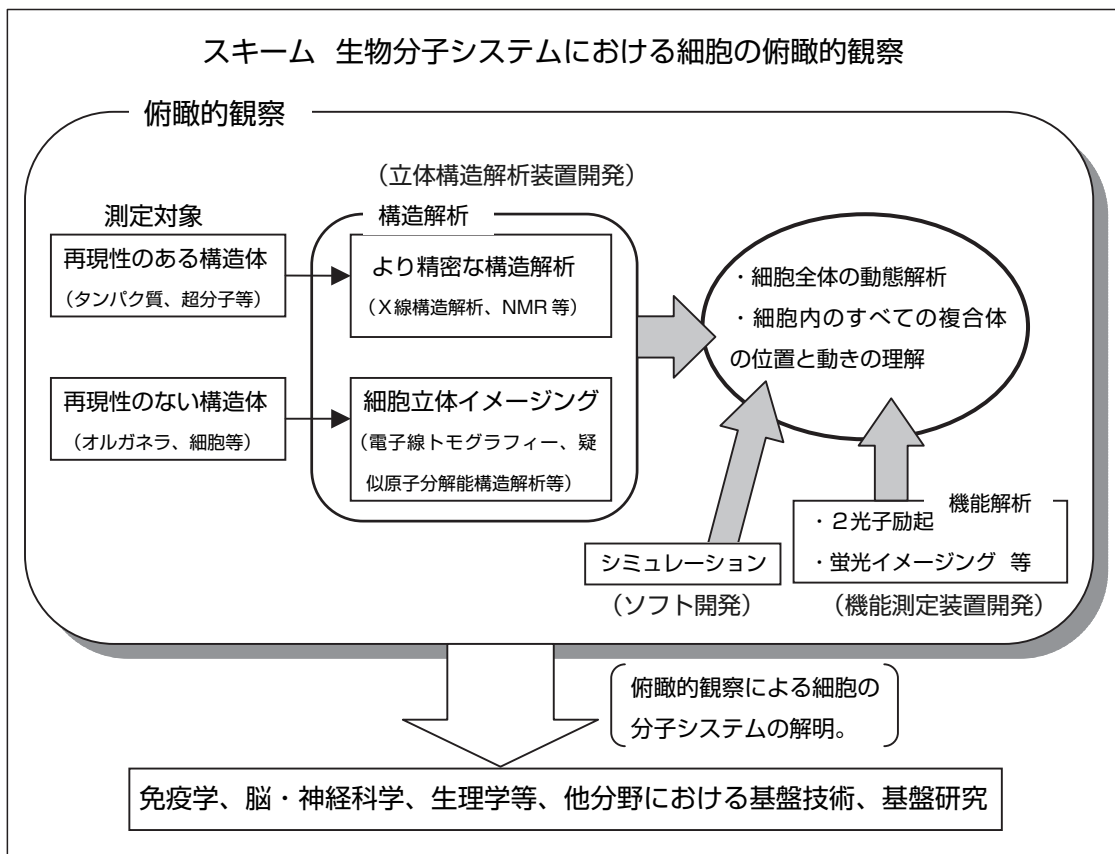 スキーム 生物分子システムにおける細胞の俯瞰的観察
俯瞰的観察
（立体構造解析装置開発）
測定対象
構造解析
再現性のある構造体
（タンパク質、超分子等）
より精密な構造解析
（Ｘ線構造解析、NMR 等）
再現性のない構造体
（オルガネラ、細胞等）
細胞立体イメージング
（電子線トモグラフィー、疑
似原子分解能構造解析等）
・細胞全体の動態解析
・細胞内のすべての複合体
の位置と動きの理解
シミュレーション
（ソフト開発）
機能解析
・２光子励起
・蛍光イメージング 等
（機能測定装置開発）
俯瞰的観察による細胞の
分子システムの解明。
免疫学、脳・神経科学、生理学等、他分野における基盤技術、基盤研究